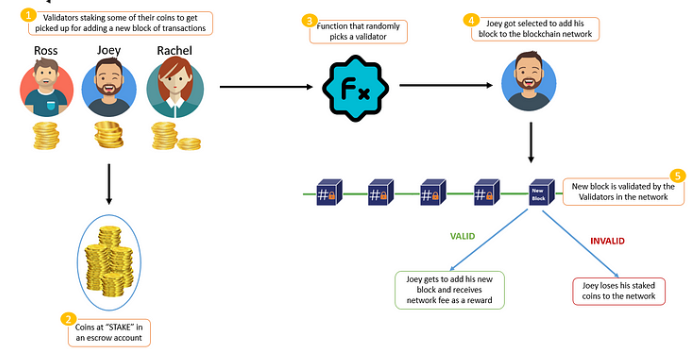 1
Validators staking some of their coins to get
picked up for adding a new block of transactions
Ross
Joey
Rachel
3
Function that randomly
picks a validator
4
Joey got selected to add his
block to the blockchain network
Fx
#
#
#
#
New
Block
5
New block is validated by the
Validators in the network
VALID
INVALID
Joey gets to add his new
block and receives
network fee as a reward
Joey loses his staked
coins to the network
2
Coins at "STAKE" in
an escrow account